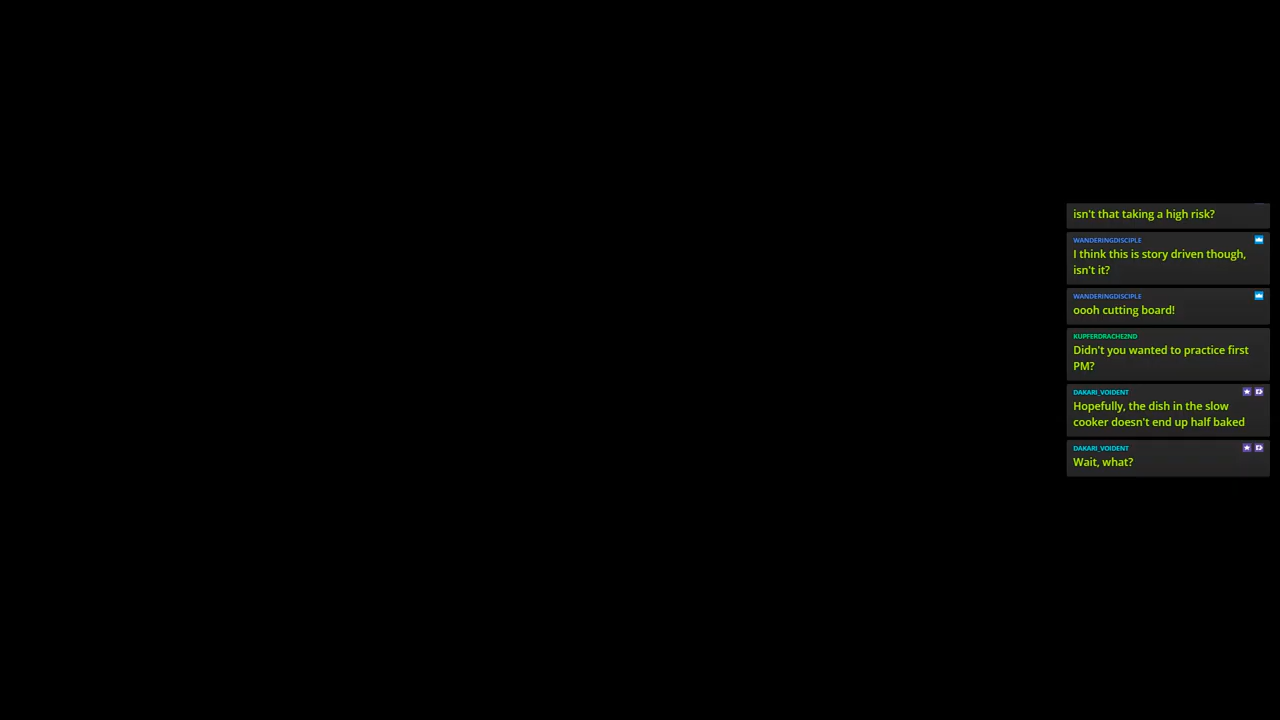 isn't that taking a high risk?
WANDERINGDISCIPLE
I think this is story driven though,
isn't it?
WANDERINGDISCIPLE
oooh cutting board!
KUPFERDRACHE2ND
Didn't you wanted to practice first
PM?
DAKARI_VOIDENT
Hopefully, the dish in the slow
cooker doesn't end up half baked
DAKARI_VOIDENT
Wait, what?